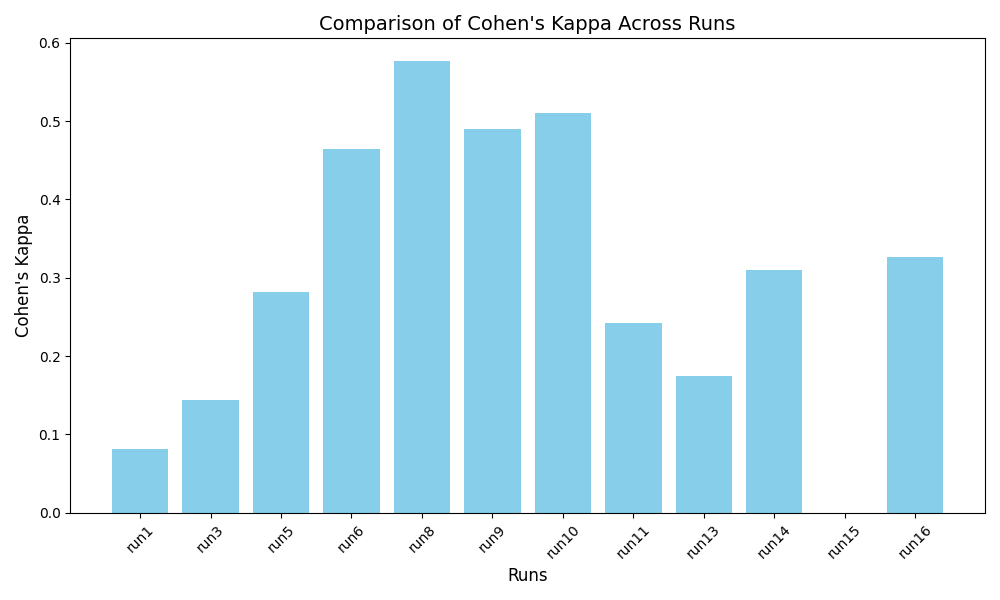 Comparison of Cohen's Kappa Across Runs
0.6
0.5
0.4
0.3
0.2
0.1
0.0
Cohen's Kappa
run1
run3
run5
run6
run8
run9
run10
run11
run13
run14
run15
run16
Runs